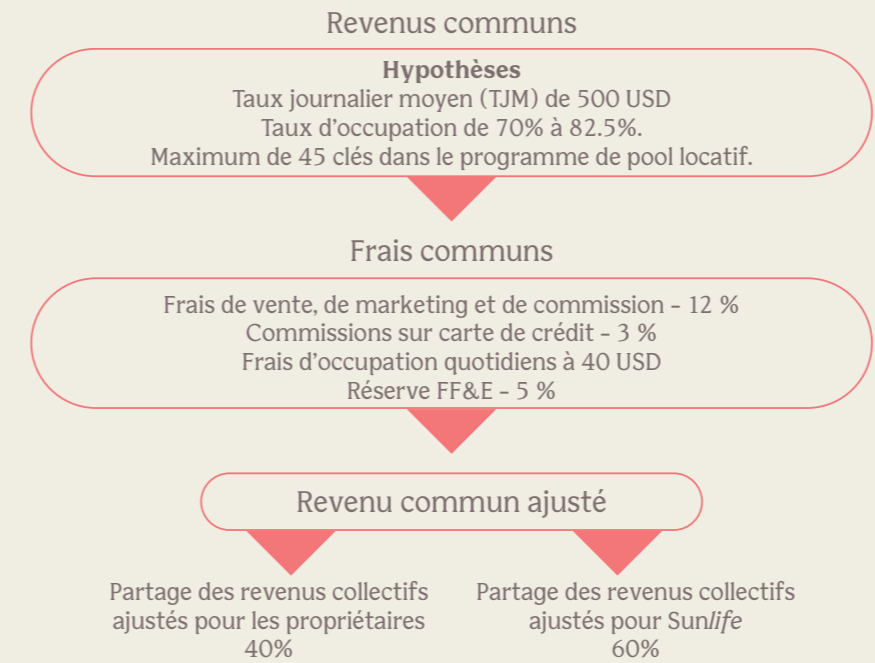 Revenus communs
Hypothèses
Taux journalier moyen (TJM) de 500 USD
Taux d'occupation de 70% à 82.5%.
Maximum de 45 clés dans le programme de pool locatif.
Frais communs
Frais de vente, de marketing et de commission - 12 %
Commissions sur carte de crédit - 3 %
Frais d'occupation quotidiens à 40 USD
Réserve FF&E - 5 %
Revenu commun ajusté
Partage des revenus collectifs
ajustés pour les propriétaires
40%
Partage des revenus collectifs
ajustés pour Sunlife
60%